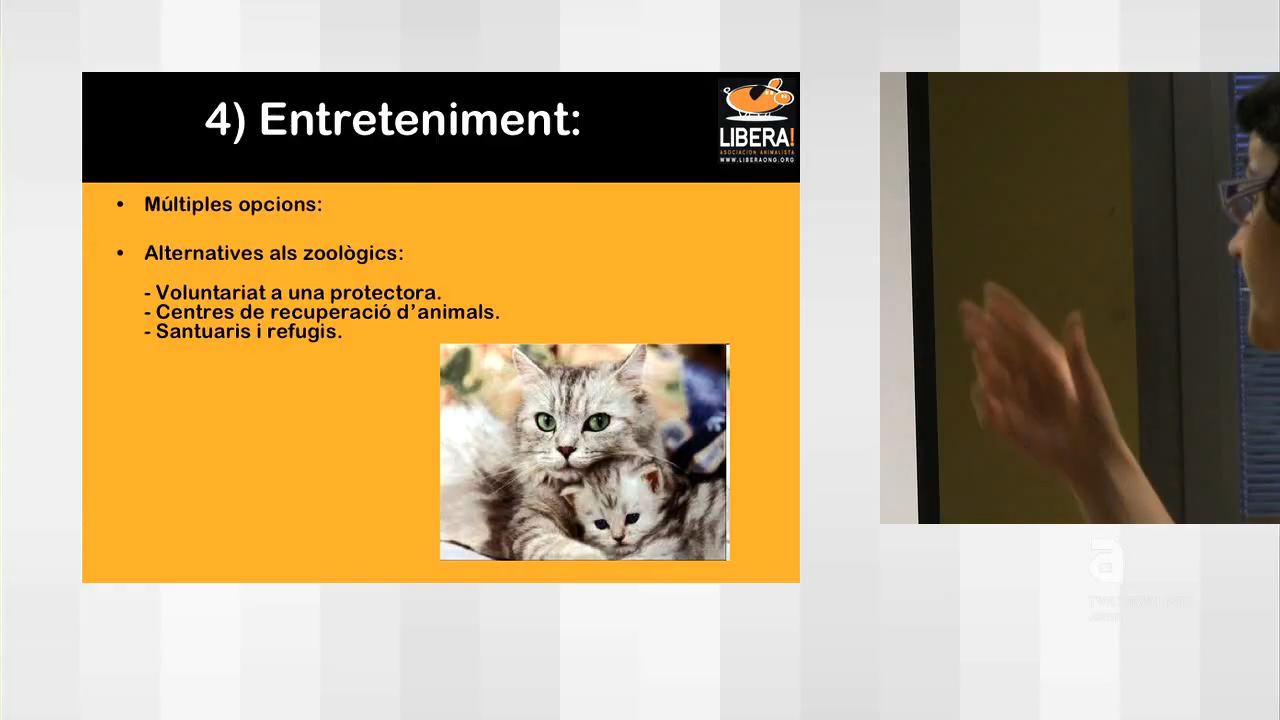 4) Entreteniment:
LIBERA!
ASOCIACIÓN ANIMALISTA
WWW.LIBERAONG.ORG
• Múltiples opcions:
• Alternatives als zoològics:
- Voluntariat a una protectora.
- Centres de recuperació d’animals.
- Santuaris i refugis.
a